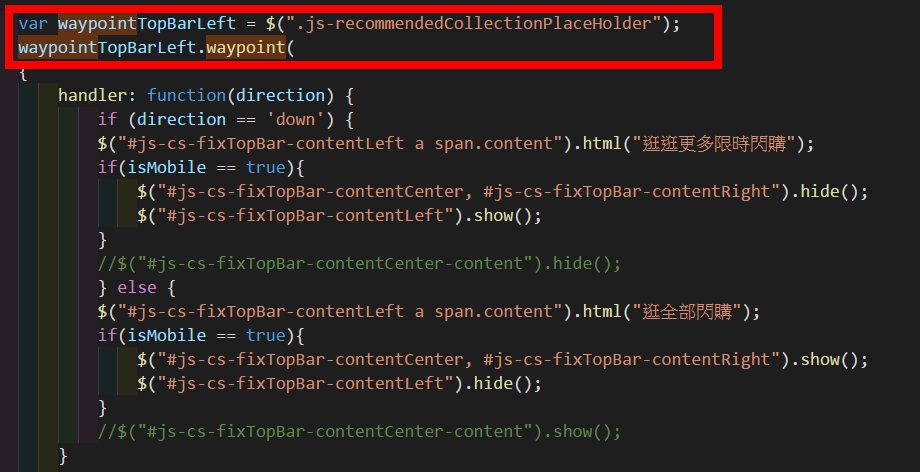 var waypointTopBarLeft = $(".js-recommendedCollectionPlaceHolder");
waypointTopBarLeft.waypoint(
{
handler: function(direction) {
if (direction == 'down') {
$("#js-cs-fixTopBar-contentLeft a span.content").html("逛逛更多限時閃購");
if(isMobile == true){
$("#js-cs-fixTopBar-contentCenter, #js-cs-fixTopBar-contentRight").hide();
$("#js-cs-fixTopBar-contentLeft").show();
}
//$("#js-cs-fixTopBar-contentCenter-content").hide();
} else {
$("#js-cs-fixTopBar-contentLeft a span.content").html("逛全部閃購");
if(isMobile == true){
$("#js-cs-fixTopBar-contentCenter, #js-cs-fixTopBar-contentRight").show();
$("#js-cs-fixTopBar-contentLeft").hide();
}
//$("#js-cs-fixTopBar-contentCenter-content").show();
}